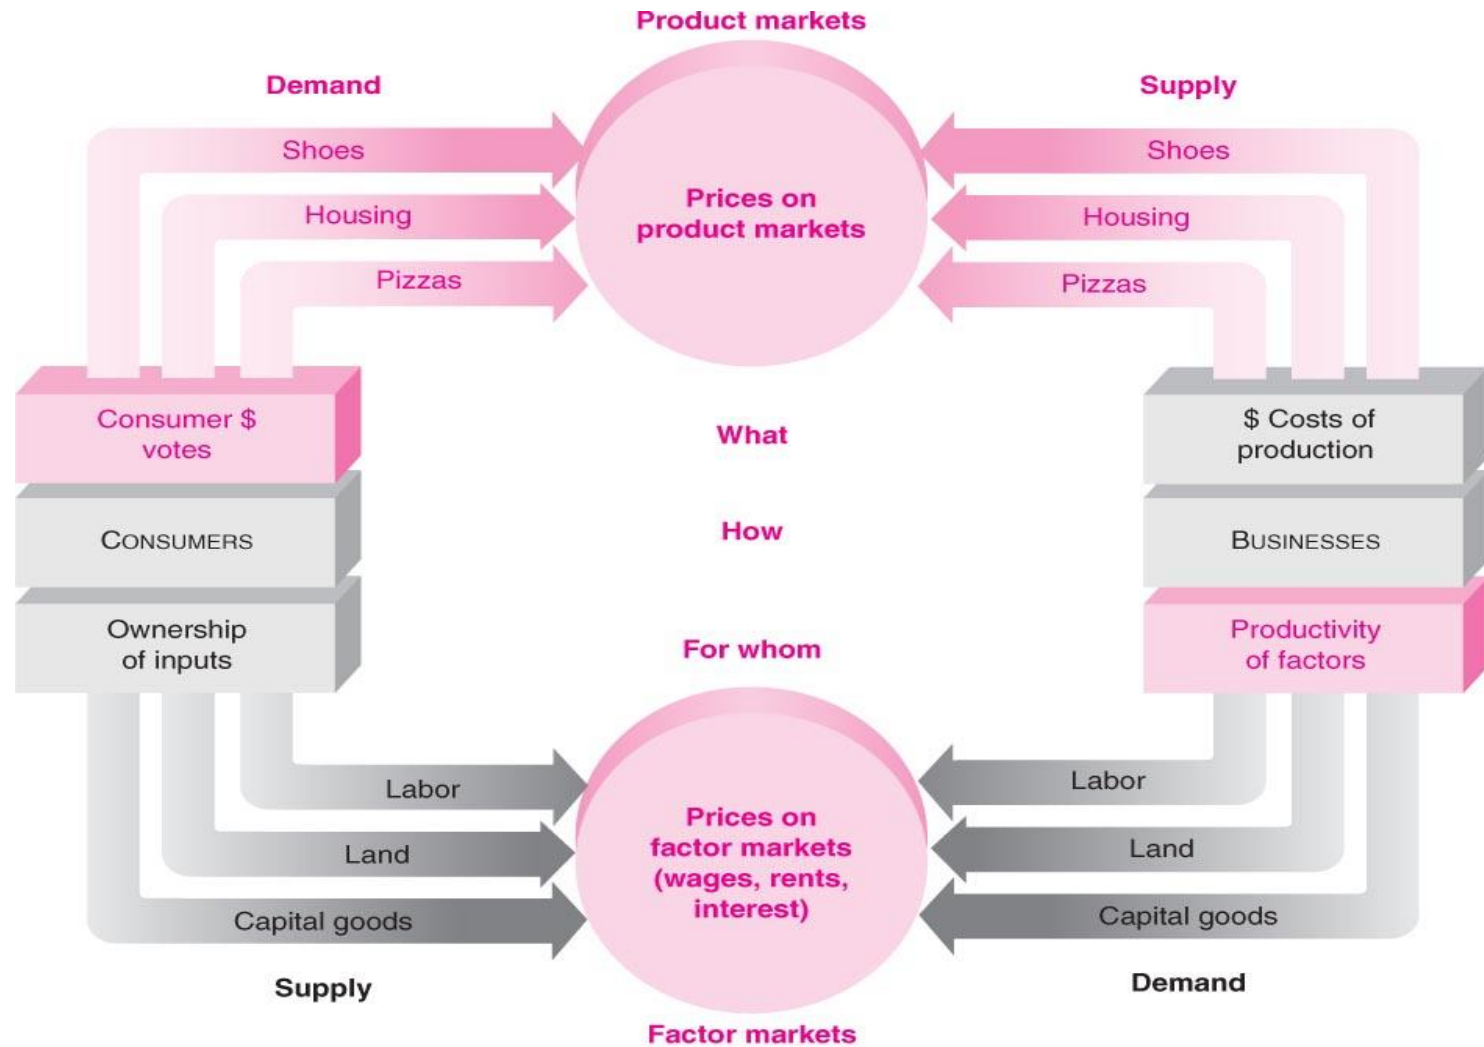 Product markets
Demand
Supply
Shoes
Shoes
Housing
Prices on
product markets
Housing
Pizzas
Pizzas
Consumer $
votes
What
$ Costs of
production
CONSUMERS
How
BUSINESSES
Ownership
of inputs
For whom
Productivity
of factors
Labor
Labor
Prices on
factor markets
(wages, rents,
interest)
Land
Land
Capital goods
Capital goods
Supply
Demand
Factor markets